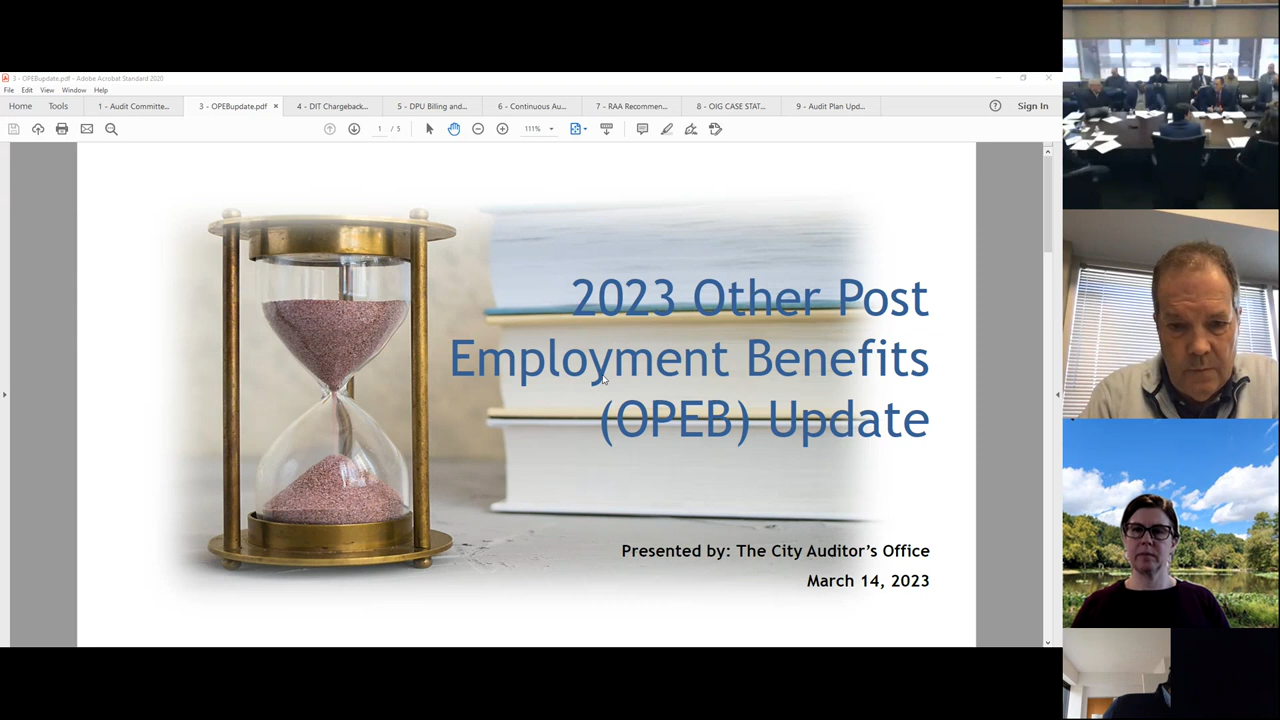 3 - OPEBupdate.pdf - Adobe Acrobat Standard 2020
File Edit View Window Help
Home Tools 1 - Audit Committe... 3 - OPEBupdate.pdf × 4 - DIT Chargeback... 5 - DPU Billing and... 6 - Continuous Au... 7 - RAA Recommen... 8 - OIG CASE STAT... 9 - Audit Plan Upd... Sign In
1 / 5 111%
2023 Other Post
Employment Benefits
(OPEB) Update
Presented by: The City Auditor's Office
March 14, 2023